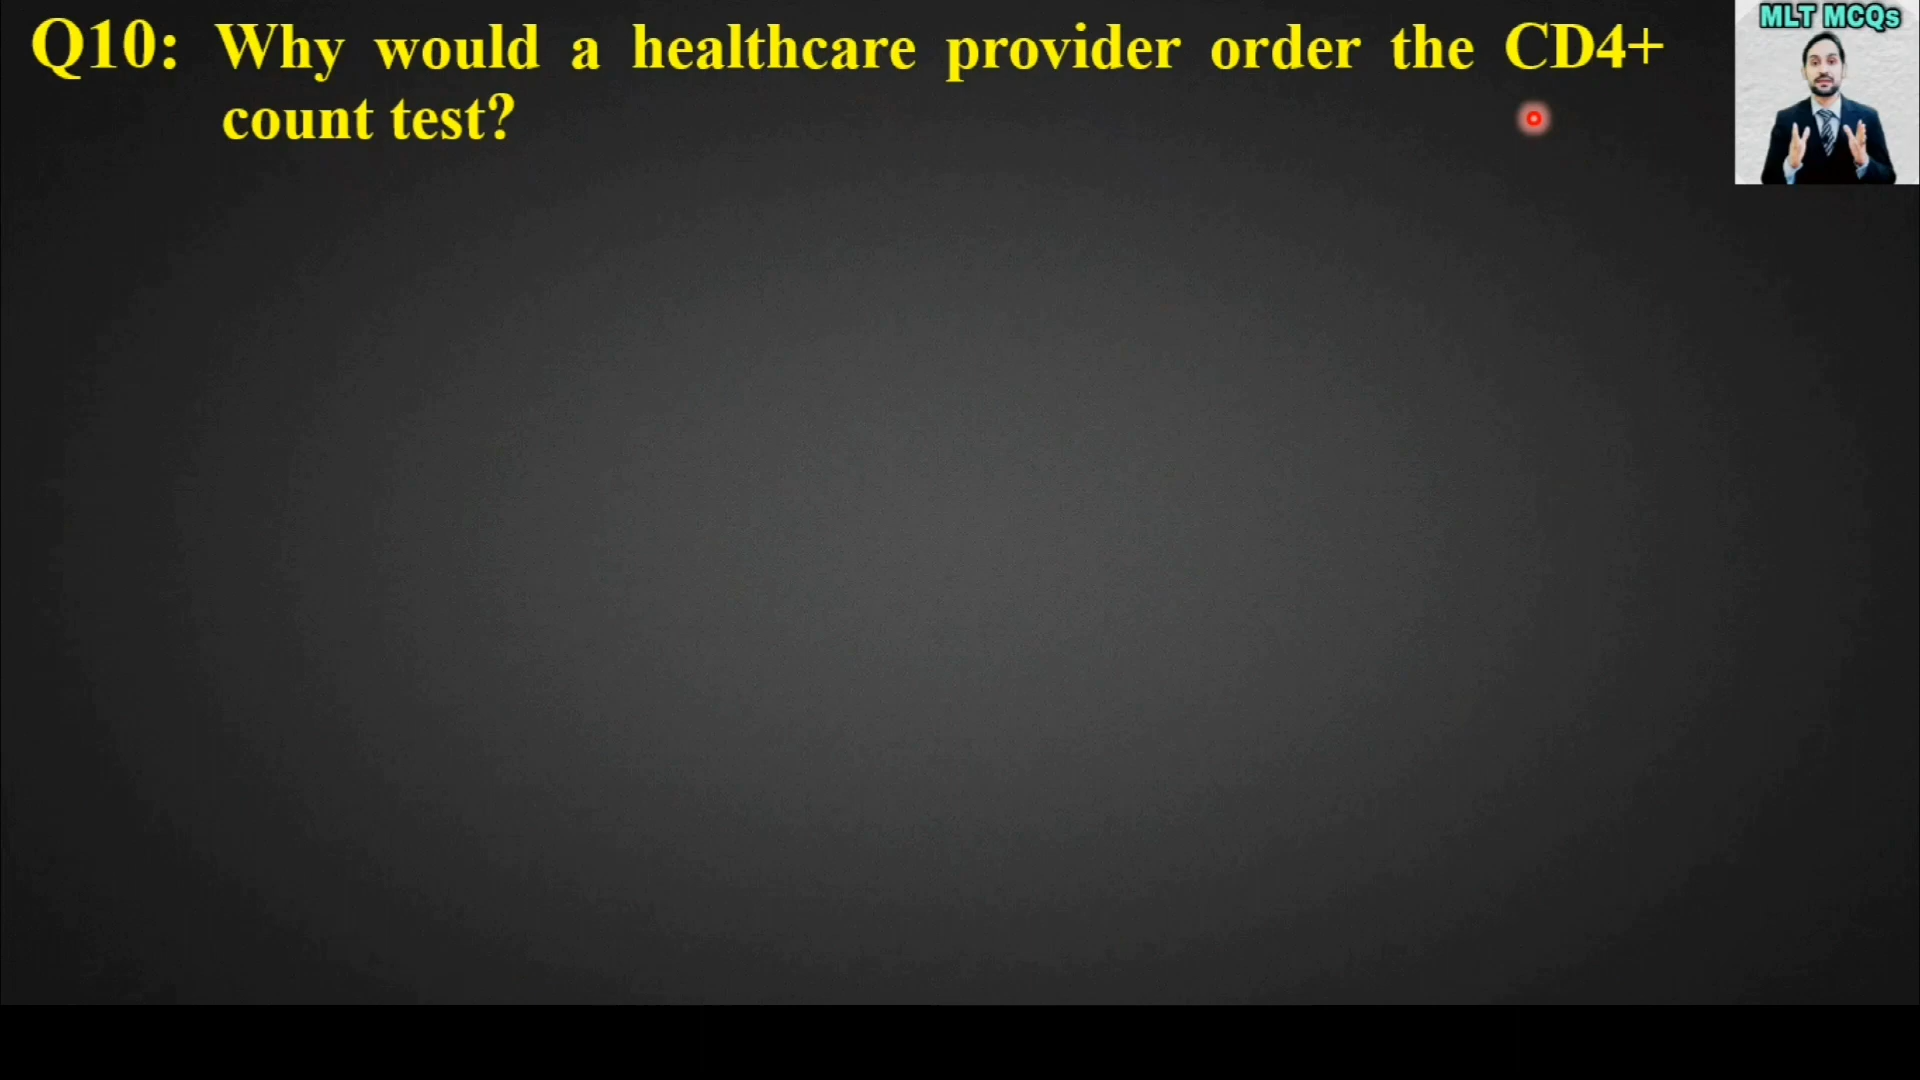 Q10: Why would a healthcare provider order the CD4+
count test?
MLT MCQs